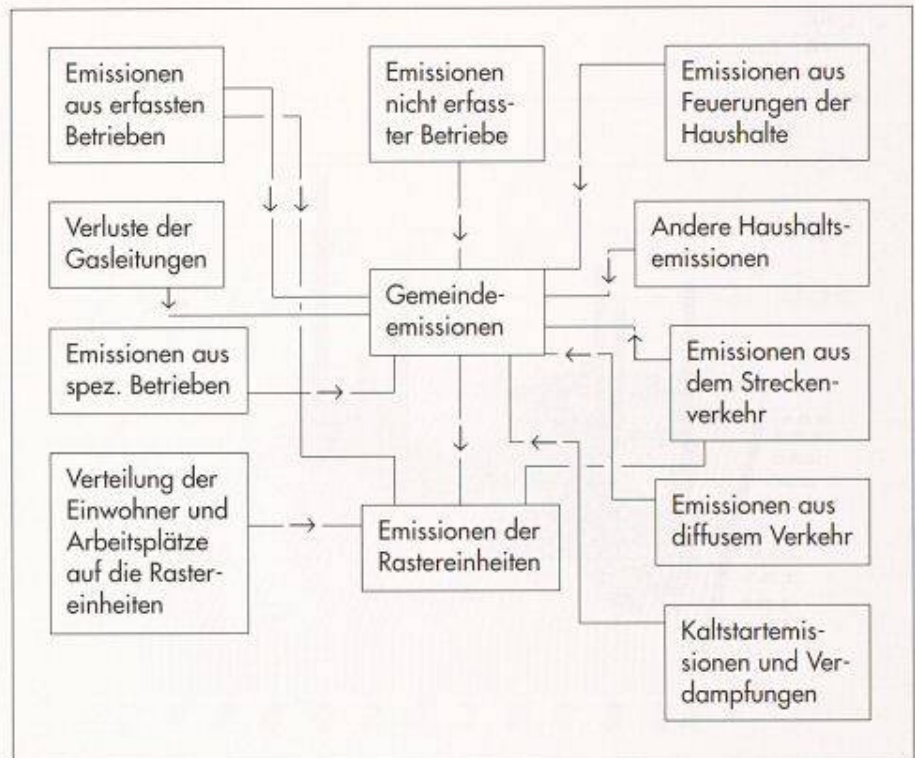 Emissionen
aus erfassten
Betrieben
Emissionen
nicht erfass-
ter Betriebe
Emissionen aus
Feuerungen der
Haushalte
Verluste der
Gasleitungen
Andere Haushalts-
emissionen
Gemeinde-
emissionen
Emissionen aus
spez. Betrieben
Emissionen aus
dem Strecken-
verkehr
Verteilung der
Einwohner und
Arbeitsplätze
auf die Raster-
einheiten
Emissionen der
Rastereinheiten
Emissionen aus
diffusem Verkehr
Kaltstartemis-
sionen und Ver-
dampfungen